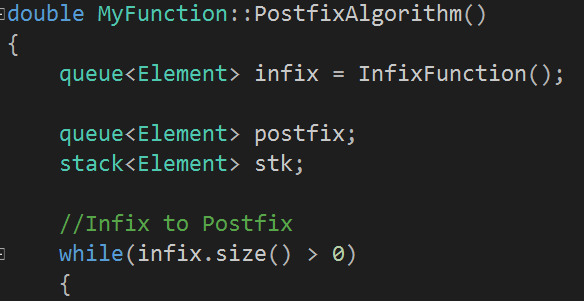 double MyFunction::PostfixAlgorithm()
{
queue<Element> infix = InfixFunction();
queue<Element> postfix;
stack<Element> stk;
//Infix to Postfix
while(infix.size() > 0)
{